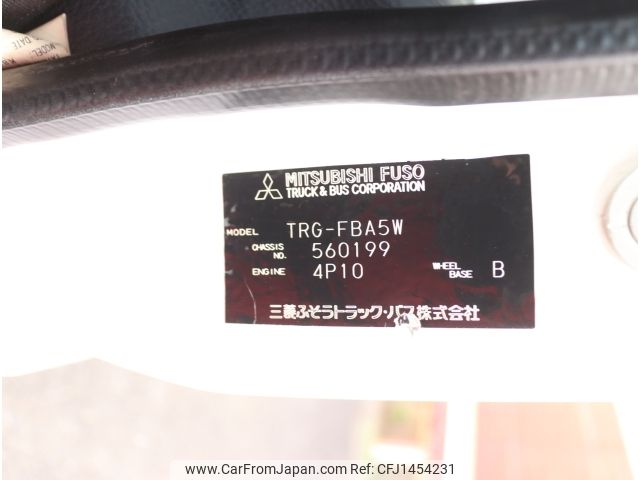 MITSUBISHI FUSO
TRUCK & BUS CORPORATION
MODEL TRG-FBA5W
CHASSIS NO. 560199
ENGINE 4P10 WHEEL BASE B
三菱ふそうトラック・バス株式会社
www.CarFromJapan.com | © CarFromJapan | CFJ1454231